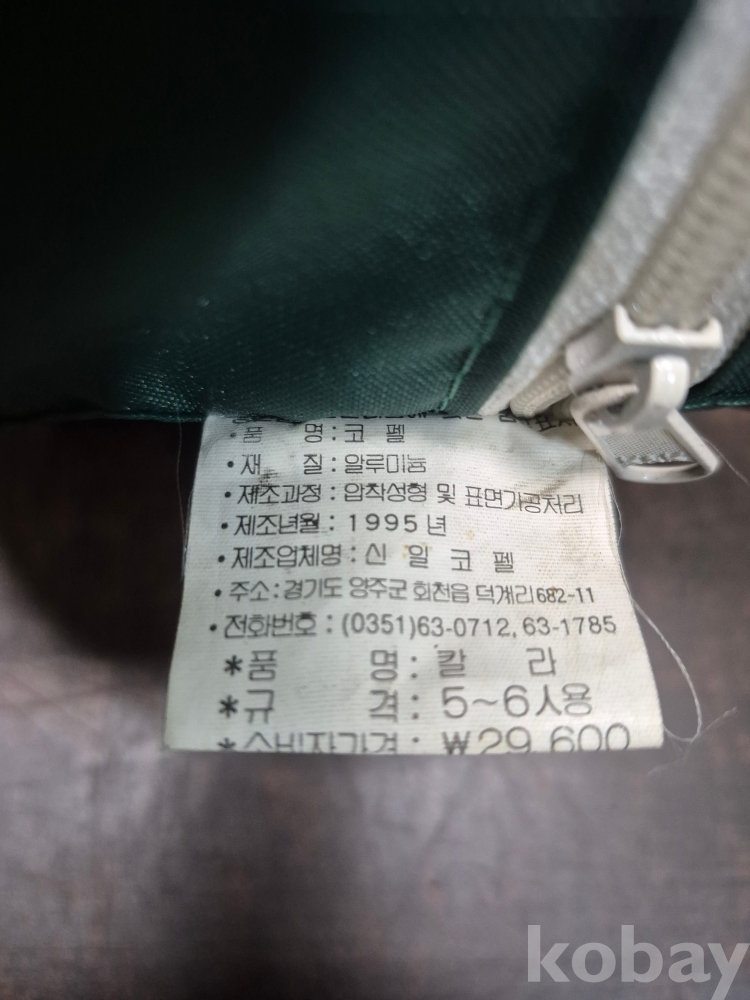 ·품 명:코 펠
·재 질:알루미늄
·제조과정:압착성형 및 표면가공처리
·제조년월:1995년
·제조업체명:신 일 코 펠
·주소:경기도 양주군 회천읍 덕계리682-11
·전화번호:(0351)63-0712, 63-1785
*품 명:칼 라
*규 격:5~6人용
*소비자가격:₩29,600
kobay